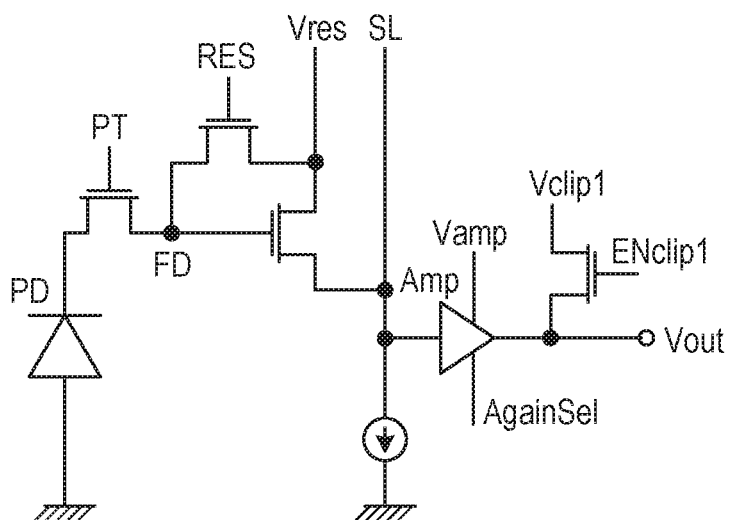 Vres SL
RES
PT
Vclip1
Vamp
ENclip1
FD
Amp
PD
Vout
AgainSel